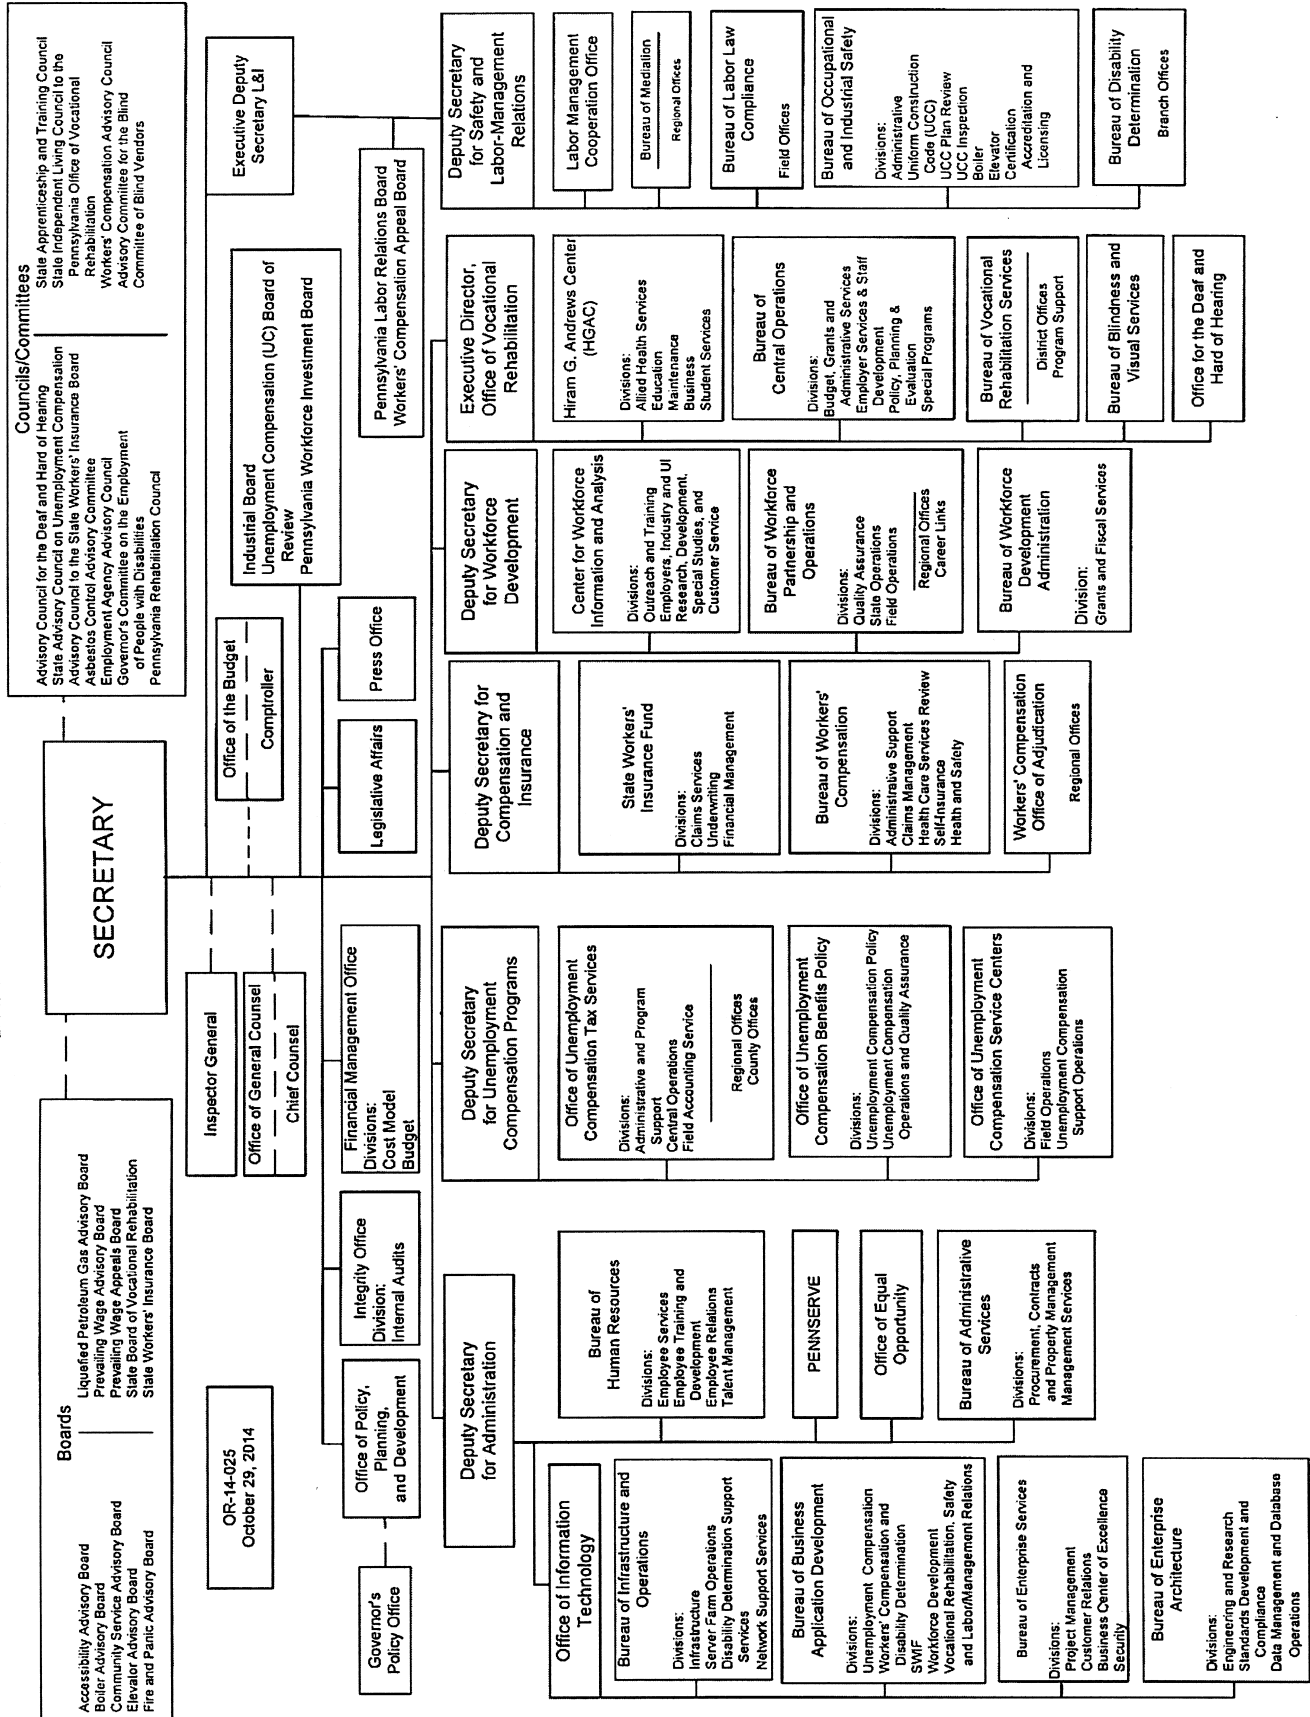 Boards
Accessibility Advisory Board
Boiler Advisory Board
Community Service Advisory Board
Elevator Advisory Board
Fire and Panic Advisory Board
Liquefied Petroleum Gas Advisory Board
Prevailing Wage Advisory Board
Prevailing Wage Appeals Board
State Board of Vocational Rehabilitation
State Workers' Insurance Board
SECRETARY
Councils/Committees
Advisory Council for the Deaf and Hard of Hearing
State Advisory Council on Unemployment Compensation
Advisory Council to the State Workers' Insurance Board
Asbestos Control Advisory Committee
Employment Agency Advisory Council
Governor's Committee on the Employment
of People with Disabilities
Pennsylvania Rehabilitation Council
State Apprenticeship and Training Council
State Independent Living Council to the
Pennsylvania Office of Vocational
Rehabilitation
Workers' Compensation Advisory Council
Advisory Committee for the Blind
Committee of Blind Vendors
OR-14-025
October 29, 2014
Inspector General
Office of General Counsel
Chief Counsel
Office of the Budget
Comptroller
Executive Deputy
Secretary L&I
Industrial Board
Unemployment Compensation (UC) Board of
Review
Pennsylvania Workforce Investment Board
Governor's
Policy Office
Office of Policy,
Planning,
and Development
Integrity Office
Division:
Internal Audits
Financial Management Office
Divisions:
Cost Model
Budget
Legislative Affairs
Press Office
Pennsylvania Labor Relations Board
Workers' Compensation Appeal Board
Deputy Secretary
for Administration
Office of Information
Technology
Bureau of Infrastructure and
Operations
Divisions:
Infrastructure
Server Farm Operations
Disability Determination Support
Services
Network Support Services
Bureau of Business
Application Development
Divisions:
Unemployment Compensation
Workers' Compensation and
Disability Determination
SWIF
Workforce Development
Vocational Rehabilitation, Safety
and Labor/Management Relations
Bureau of Enterprise Services
Divisions:
Project Management
Customer Relations
Business Center of Excellence
Security
Bureau of Enterprise
Architecture
Divisions:
Engineering and Research
Standards Development and
Compliance
Data Management and Database
Operations
Bureau of
Human Resources
Divisions:
Employee Services
Employee Training and
Development
Employee Relations
Talent Management
PENNSERVE
Office of Equal
Opportunity
Bureau of Administrative
Services
Divisions:
Procurement, Contracts
and Property Management
Management Services
Deputy Secretary
for Unemployment
Compensation Programs
Office of Unemployment
Compensation Tax Services
Divisions:
Administrative and Program
Support
Central Operations
Field Accounting Service
Regional Offices
County Offices
Office of Unemployment
Compensation Benefits Policy
Divisions:
Unemployment Compensation Policy
Unemployment Compensation
Operations and Quality Assurance
Office of Unemployment
Compensation Service Centers
Divisions:
Field Operations
Unemployment Compensation
Support Operations
Deputy Secretary for
Compensation and
Insurance
State Workers'
Insurance Fund
Divisions:
Claims Services
Underwriting
Financial Management
Bureau of Workers'
Compensation
Divisions:
Administrative Support
Claims Management
Health Care Services Review
Self-Insurance
Health and Safety
Workers' Compensation
Office of Adjudication
Regional Offices
Deputy Secretary
for Workforce
Development
Center for Workforce
Information and Analysis
Divisions:
Outreach and Training
Employers, Industry and UI
Research, Development,
Special Studies, and
Customer Service
Bureau of Workforce
Partnership and
Operations
Divisions:
Quality Assurance
State Operations
Field Operations
Regional Offices
Career Links
Bureau of Workforce
Development
Administration
Division:
Grants and Fiscal Services
Executive Director,
Office of Vocational
Rehabilitation
Hiram G. Andrews Center
(HGAC)
Divisions:
Allied Health Services
Education
Maintenance
Business
Student Services
Bureau of
Central Operations
Divisions:
Budget, Grants and
Administrative Services
Employer Services & Staff
Development
Policy, Planning &
Evaluation
Special Programs
Bureau of Vocational
Rehabilitation Services
District Offices
Program Support
Bureau of Blindness and
Visual Services
Office for the Deaf and
Hard of Hearing
Deputy Secretary
for Safety and
Labor-Management
Relations
Labor Management
Cooperation Office
Bureau of Mediation
Regional Offices
Bureau of Labor Law
Compliance
Field Offices
Bureau of Occupational
and Industrial Safety
Divisions:
Administrative
Uniform Construction
Code (UCC)
UCC Plan Review
UCC Inspection
Boiler
Elevator
Certification
Accreditation and
Licensing
Bureau of Disability
Determination
Branch Offices